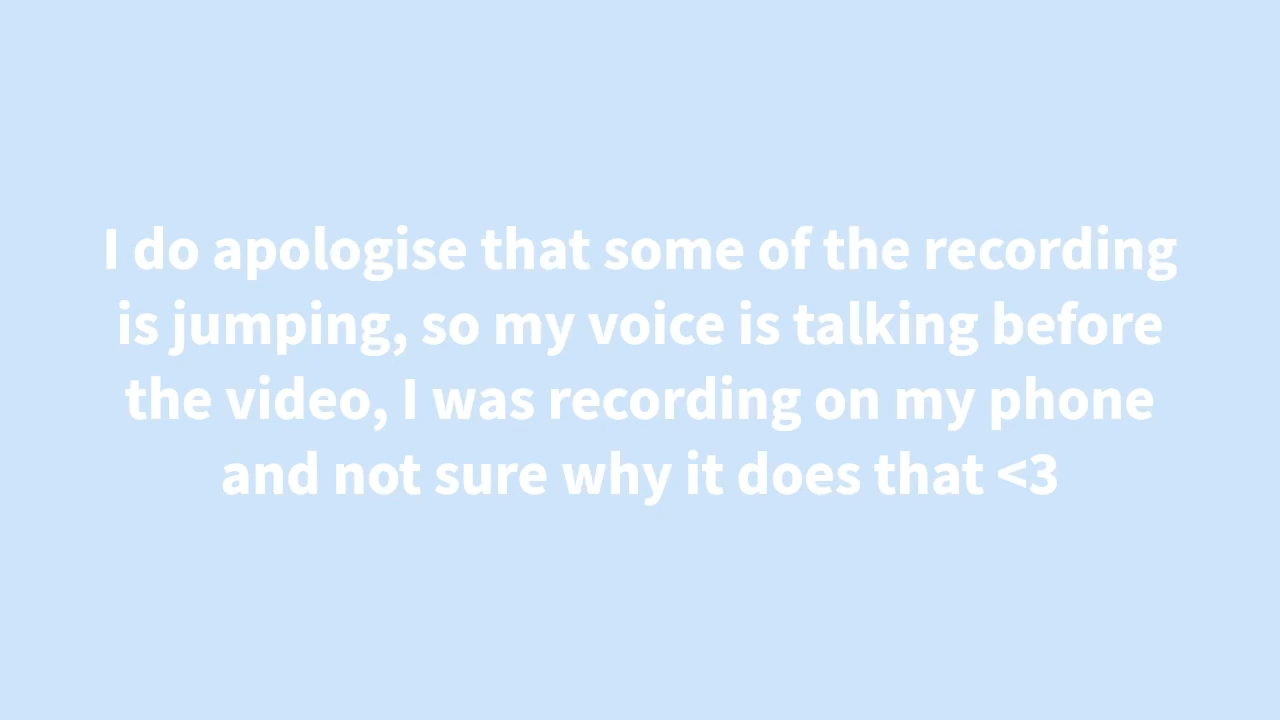 I do apologise that some of the recording
is jumping, so my voice is talking before
the video, I was recording on my phone
and not sure why it does that <3